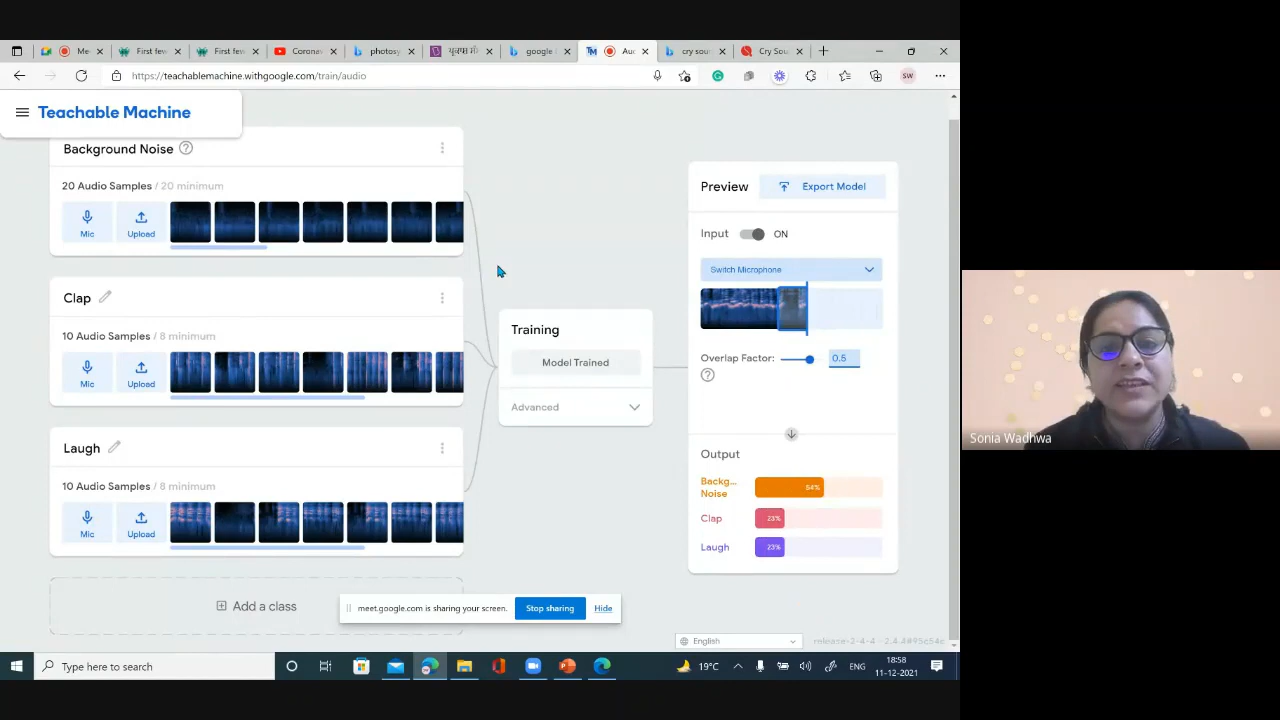 Me
First few
First few
Corona
photosy
google
Au
cry sou
Cry Sou
https://teachablemachine.withgoogle.com/train/audio
SW
Teachable Machine
Background Noise
20 Audio Samples / 20 minimum
Mic
Upload
Clap
10 Audio Samples / 8 minimum
Mic
Upload
Laugh
10 Audio Samples / 8 minimum
Mic
Upload
Add a class
Training
Model Trained
Advanced
Preview
Export Model
Input
ON
Switch Microphone
Overlap Factor:
0.5
Output
Backg...
Noise
54%
Clap
23%
Laugh
23%
meet.google.com is sharing your screen.
Stop sharing
Hide
English
Sonia Wadhwa
Type here to search
19°C
ENG
18:58
11-12-2021